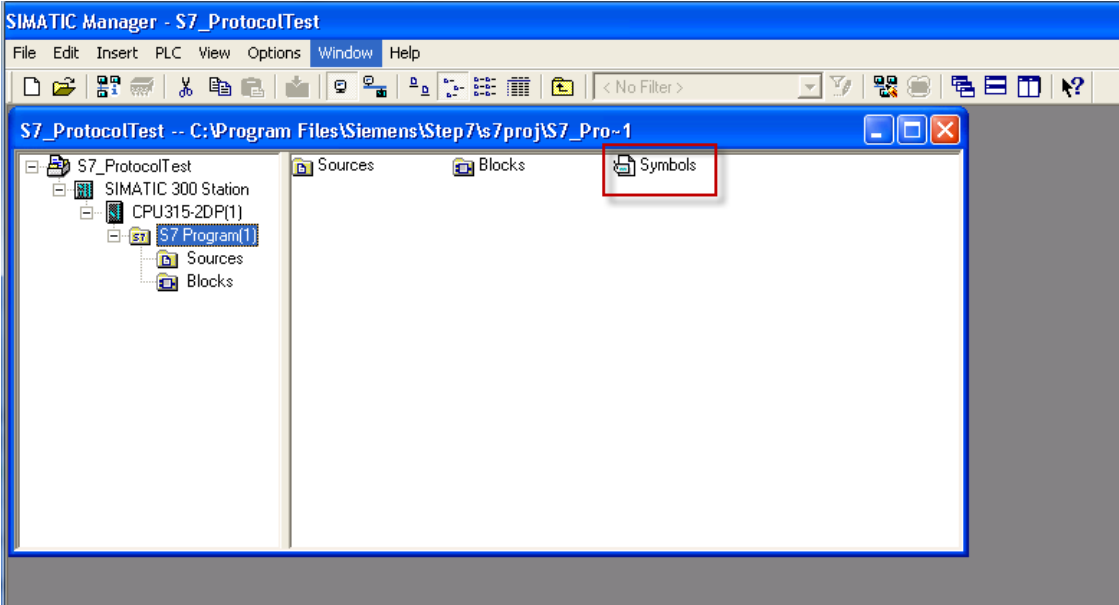 SIMATIC Manager - S7_ProtocolTest
File Edit Insert PLC View Options Window Help
< No Filter >
S7_ProtocolTest -- C:\Program Files\Siemens\Step7\s7proj\S7_Pro~1
S7_ProtocolTest
SIMATIC 300 Station
CPU315-2DP(1)
S7 Program(1)
Sources
Blocks
Sources Blocks Symbols